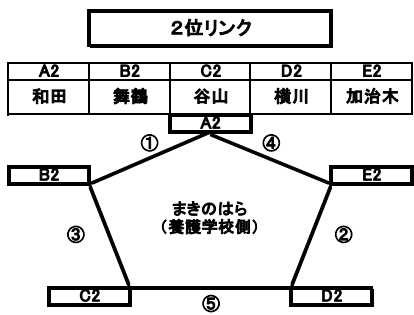 ２位リンク
A2 B2 C2 D2 E2
和田 舞鶴 谷山 横川 加治木
A2
① ④
B2 E2
まきのはら
（養護学校側）
③ ②
C2 D2
⑤